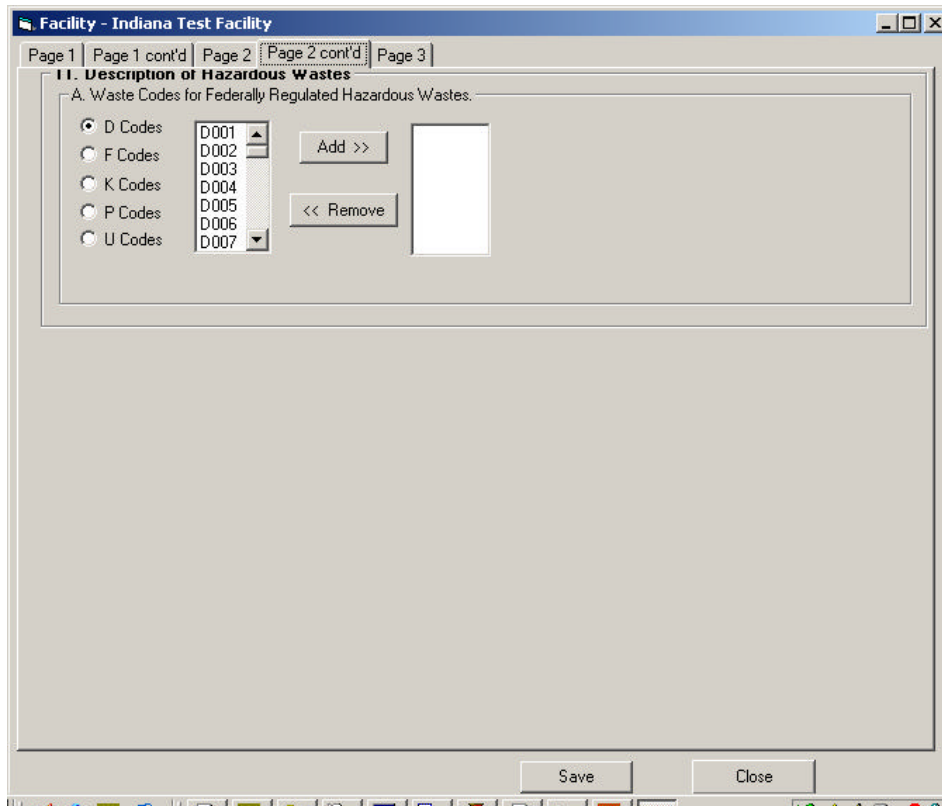 Facility - Indiana Test Facility
Page 1 Page 1 cont'd Page 2 Page 2 cont'd Page 3
11. Description of Hazardous Wastes
A. Waste Codes for Federally Regulated Hazardous Wastes.
D Codes
F Codes
K Codes
P Codes
U Codes
D001
D002
D003
D004
D005
D006
D007
Add >>
<< Remove
Save Close